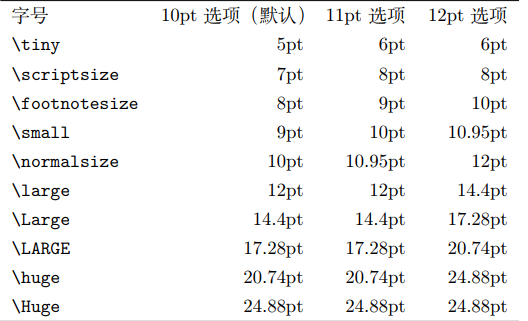 字号 10pt 选项（默认） 11pt 选项 12pt 选项
\tiny 5pt 6pt 6pt
\scriptsize 7pt 8pt 8pt
\footnotesize 8pt 9pt 10pt
\small 9pt 10pt 10.95pt
\normalsize 10pt 10.95pt 12pt
\large 12pt 12pt 14.4pt
\Large 14.4pt 14.4pt 17.28pt
\LARGE 17.28pt 17.28pt 20.74pt
\huge 20.74pt 20.74pt 24.88pt
\Huge 24.88pt 24.88pt 24.88pt